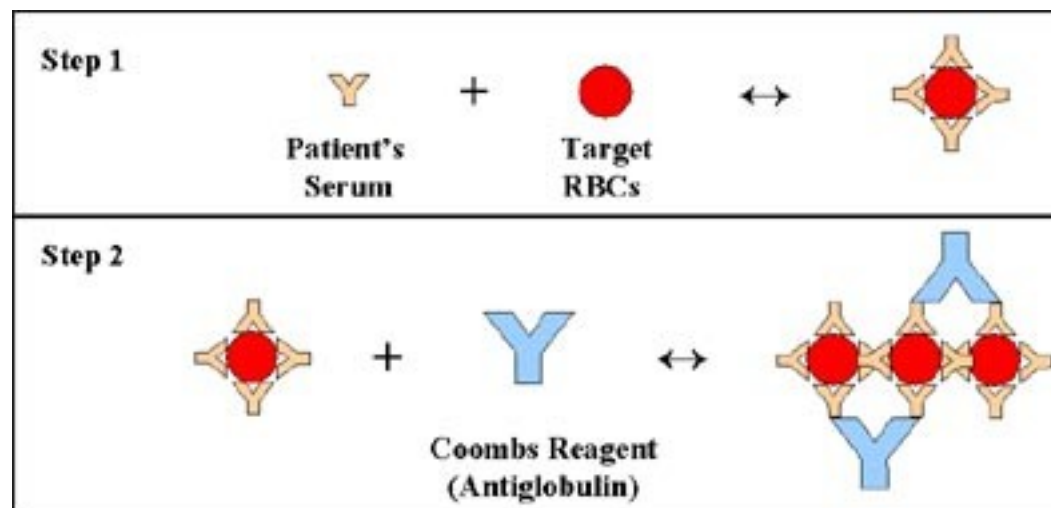 Step 1
+
↔
Patient's
Serum
Target
RBCs
Step 2
+
↔
Coombs Reagent
(Antiglobulin)